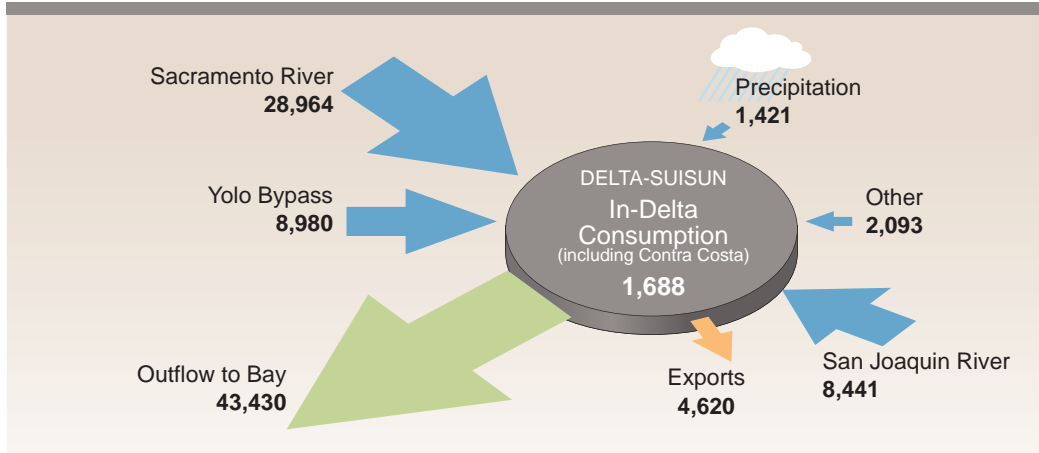 Sacramento River
28,964
Precipitation
1,421
Yolo Bypass
8,980
DELTA-SUISUN
In-Delta
Consumption
(including Contra Costa)
1,688
Other
2,093
Outflow to Bay
43,430
Exports
4,620
San Joaquin River
8,441